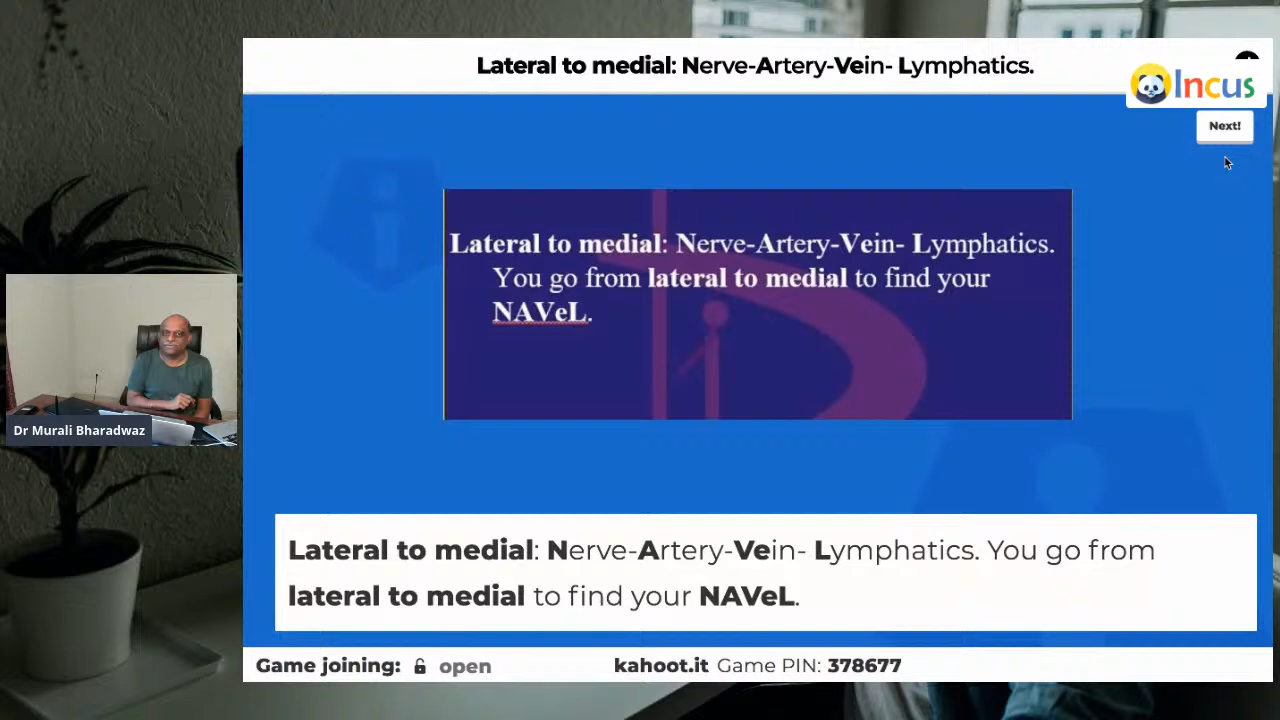 Lateral to medial: Nerve-Artery-Vein- Lymphatics.
Incus
Next!
Lateral to medial: Nerve-Artery-Vein- Lymphatics.
You go from lateral to medial to find your
NAVeL.
Dr Murali Bharadwaz
Lateral to medial: Nerve-Artery-Vein- Lymphatics. You go from
lateral to medial to find your NAVeL.
Game joining: open kahoot.it Game PIN: 378677